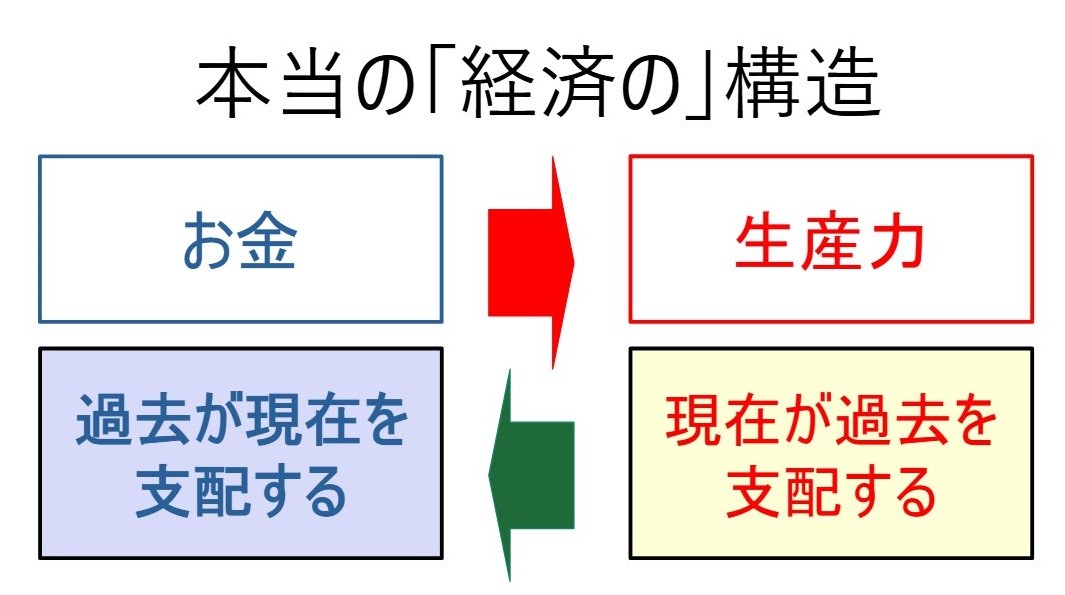 本当の「経済の」構造
お金
生産力
過去が現在を
支配する
現在が過去を
支配する